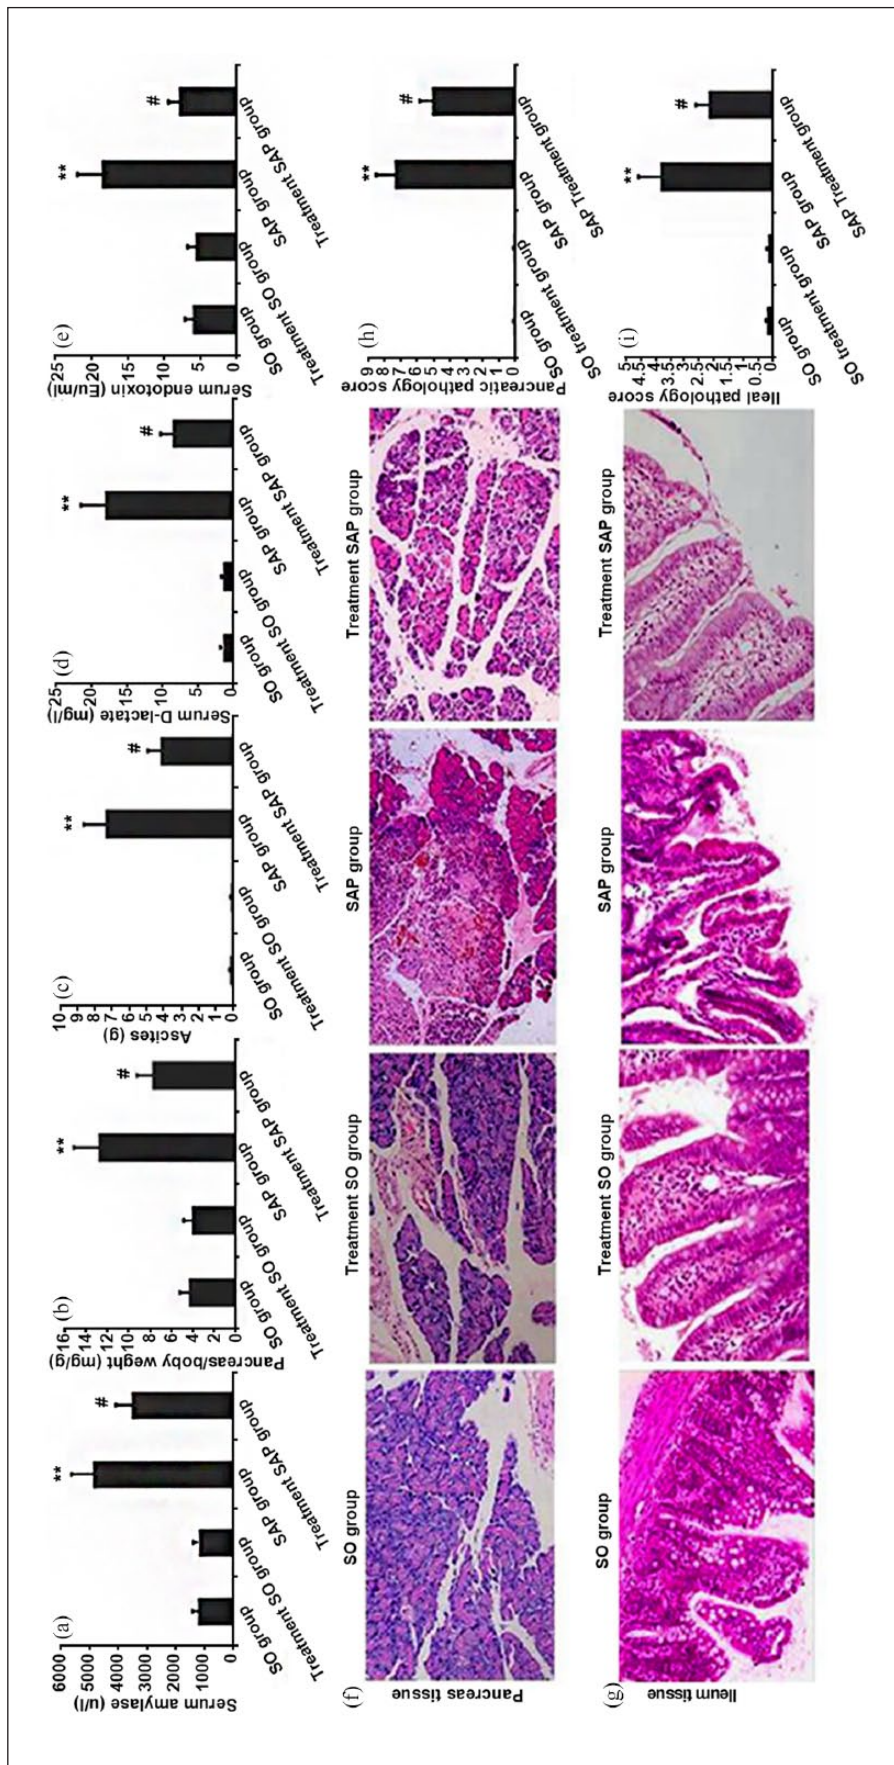 (a)
Serum amylase (u/l)
6000
5000
4000
3000
2000
1000
0
SO group
Treatment SO group
SAP group
Treatment SAP group
**
#
(b)
Pancreas/boby weght (mg/g)
16
14
12
10
8
6
4
2
0
SO group
Treatment SO group
SAP group
Treatment SAP group
**
#
(c)
Ascites (g)
10
9
8
7
6
5
4
3
2
1
0
SO group
Treatment SO group
SAP group
Treatment SAP group
**
#
(d)
Serum D-lactate (mg/l)
25
20
15
10
5
0
SO group
Treatment SO group
SAP group
Treatment SAP group
**
#
(e)
Serum endotoxin (Eu/ml)
25
20
15
10
5
0
SO group
Treatment SO group
SAP group
Treatment SAP group
**
#
(f)
Pancreas tissue
SO group
Treatment SO group
SAP group
Treatment SAP group
(h)
Pancreatic pathology score
9
8
7
6
5
4
3
2
1
0
SO group
SO treatment group
SAP group
SAP Treatment group
**
#
(g)
Ileum tissue
SO group
Treatment SO group
SAP group
Treatment SAP group
(i)
Ileal pathology score
5
4.5
4
3.5
3
2.5
2
1.5
1
0.5
0
SO group
SO treatment group
SAP group
SAP Treatment group
**
#